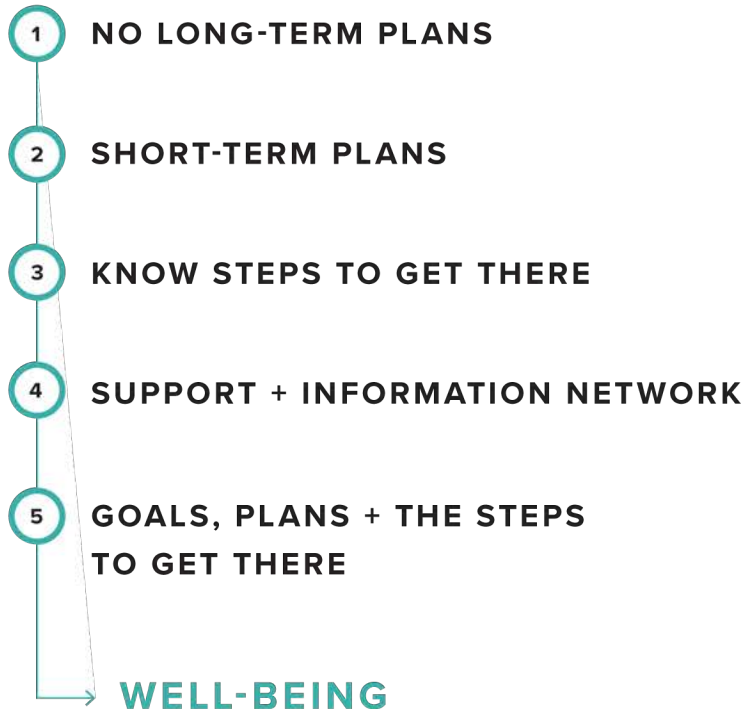 1 NO LONG-TERM PLANS
2 SHORT-TERM PLANS
3 KNOW STEPS TO GET THERE
4 SUPPORT + INFORMATION NETWORK
5 GOALS, PLANS + THE STEPS
TO GET THERE
WELL-BEING